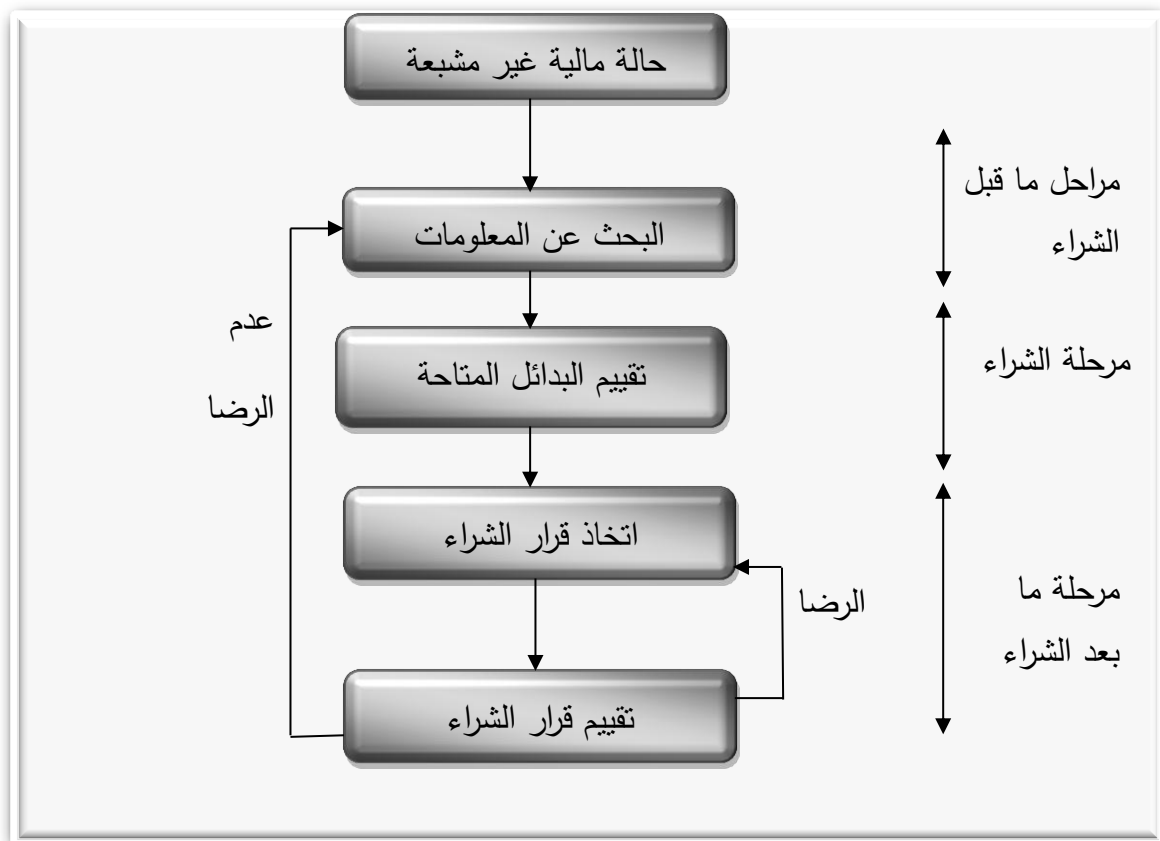 حالة مالية غير مشبعة
مراحل ما قبل
الشراء
البحث عن المعلومات
عدم
الرضا
تقييم البدائل المتاحة
مرحلة الشراء
اتخاذ قرار الشراء
الرضا
مرحلة ما
بعد الشراء
تقييم قرار الشراء